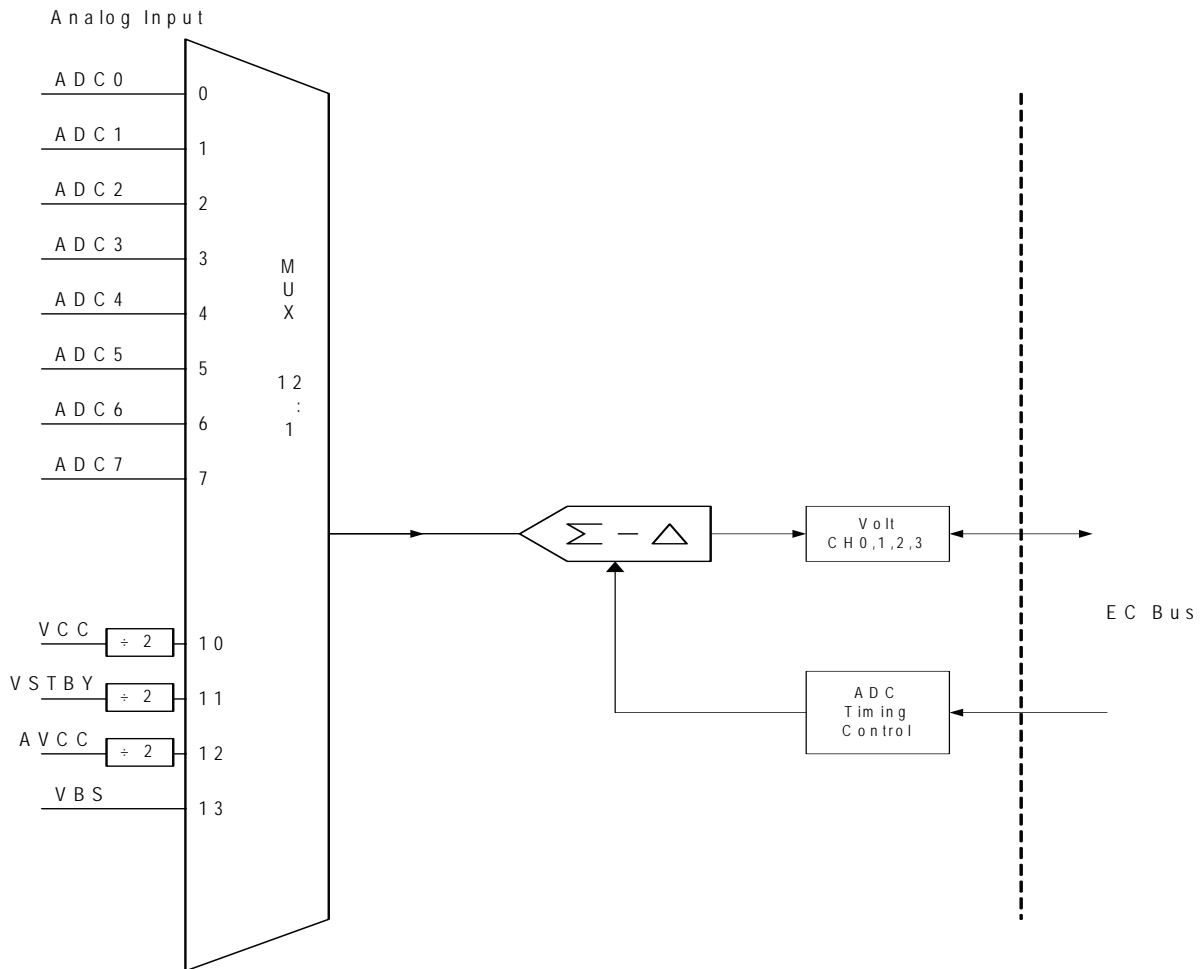 Analog Input
ADC0
0
ADC1
1
ADC2
2
ADC3
3
ADC4
4
ADC5
5
ADC6
6
ADC7
7
MUX
12
:
1
Σ - Δ
Volt
CH0,1,2,3
EC Bus
VCC
÷ 2
10
VSTBY
÷ 2
11
AVCC
÷ 2
12
VBS
13
ADC
Timing
Control